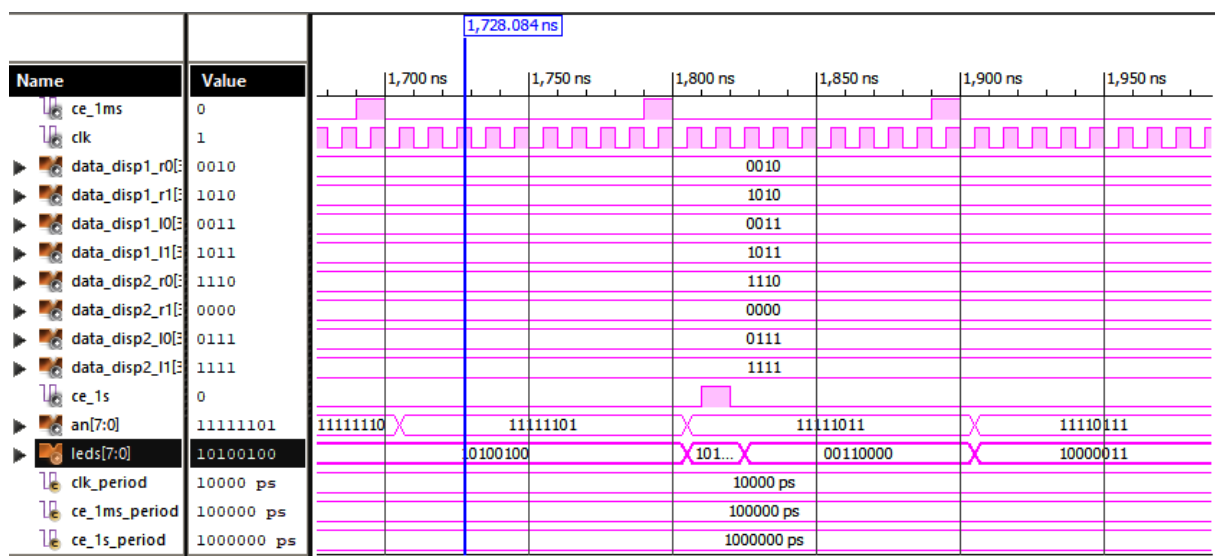 1,728.084 ns
Name Value 1,700 ns 1,750 ns 1,800 ns 1,850 ns 1,900 ns 1,950 ns
ce_1ms 0
clk 1
data_disp1_r0[3 0010 0010
data_disp1_r1[3 1010 1010
data_disp1_l0[3 0011 0011
data_disp1_l1[3 1011 1011
data_disp2_r0[3 1110 1110
data_disp2_r1[3 0000 0000
data_disp2_l0[3 0111 0111
data_disp2_l1[3 1111 1111
ce_1s 0
an[7:0] 11111101 11111110 11111101 11111011 11110111
leds[7:0] 10100100 10100100 101... 00110000 10000011
clk_period 10000 ps 10000 ps
ce_1ms_period 100000 ps 100000 ps
ce_1s_period 1000000 ps 1000000 ps